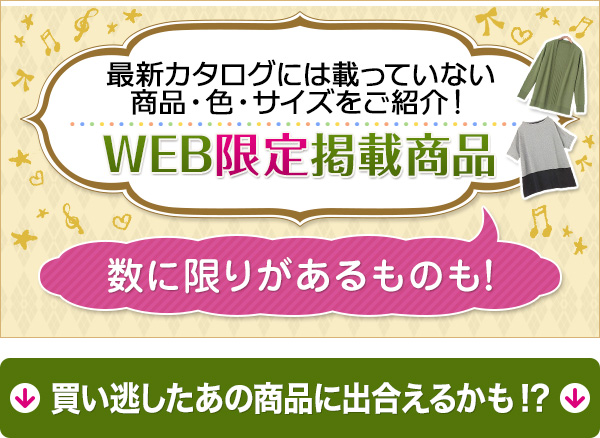 最新カタログには載っていない
商品・色・サイズをご紹介！
WEB限定掲載商品
数に限りがあるものも！
買い逃したあの商品に出合えるかも！？